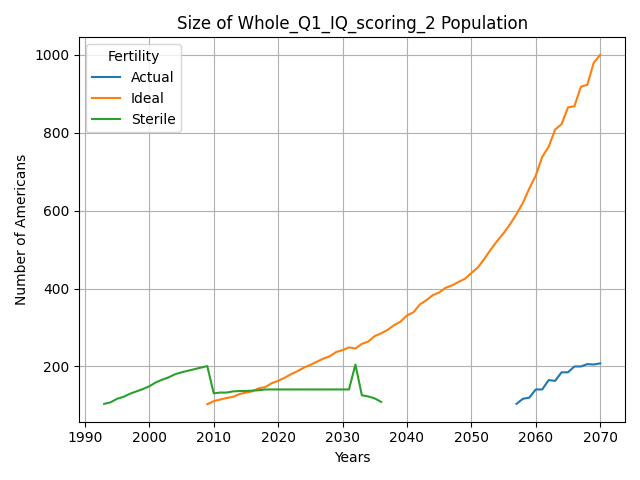 Size of Whole_Q1_IQ_scoring_2 Population
Fertility
Actual
Ideal
Sterile
Number of Americans
1000
800
600
400
200
1990 2000 2010 2020 2030 2040 2050 2060 2070
Years